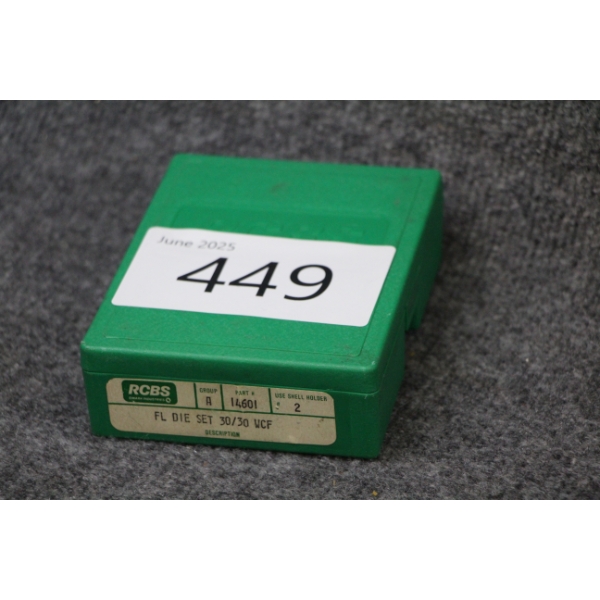 June 2025
449
RCBS
GROUP
A
PART #
14601
USE SHELL HOLDER
# 2
FL DIE SET 30/30 WCF
DESCRIPTION